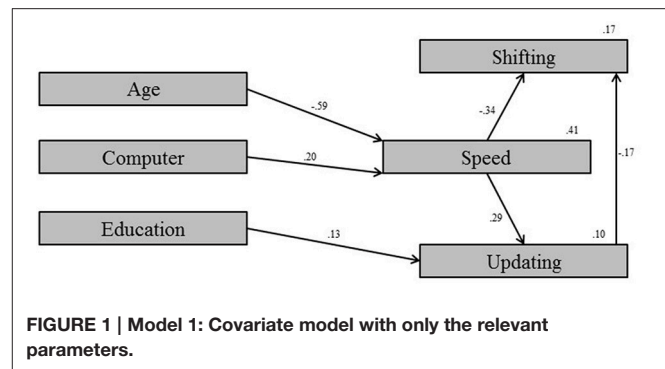 .17
Shifting
Age
-.59
-.34
.41
Computer
.20
Speed
-.17
.29
Education
.13
.10
Updating
FIGURE 1 | Model 1: Covariate model with only the relevant
parameters.